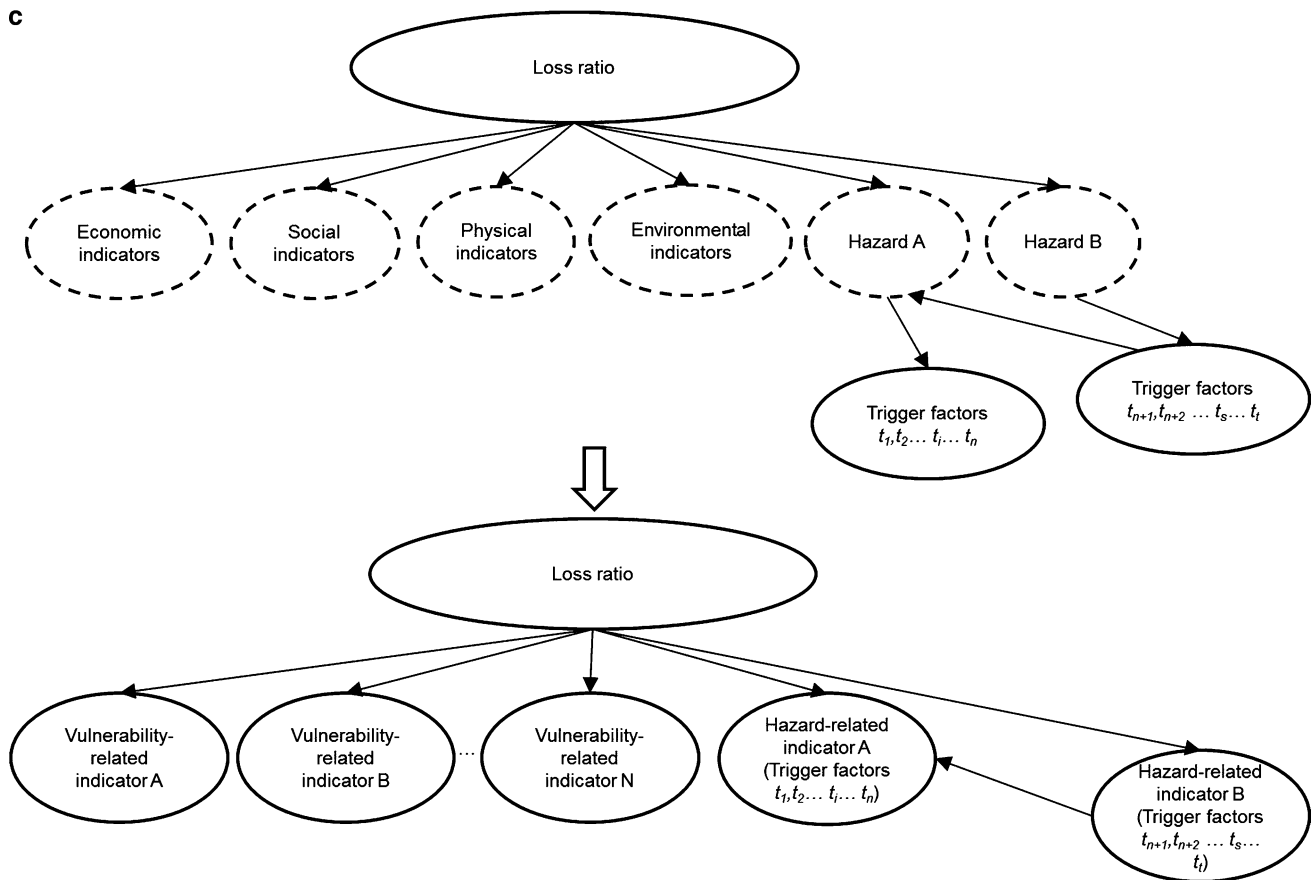 c
Loss ratio
Economic
indicators
Social
indicators
Physical
indicators
Environmental
indicators
Hazard A
Hazard B
Trigger factors
t1,t2… ti… tn
Trigger factors
tn+1,tn+2 … ts… tt
Loss ratio
Vulnerability-
related
indicator A
Vulnerability-
related
indicator B
…
Vulnerability-
related
indicator N
Hazard-related
indicator A
(Trigger factors
t1,t2… ti… tn)
Hazard-related
indicator B
(Trigger factors
tn+1,tn+2 … ts…
tt)